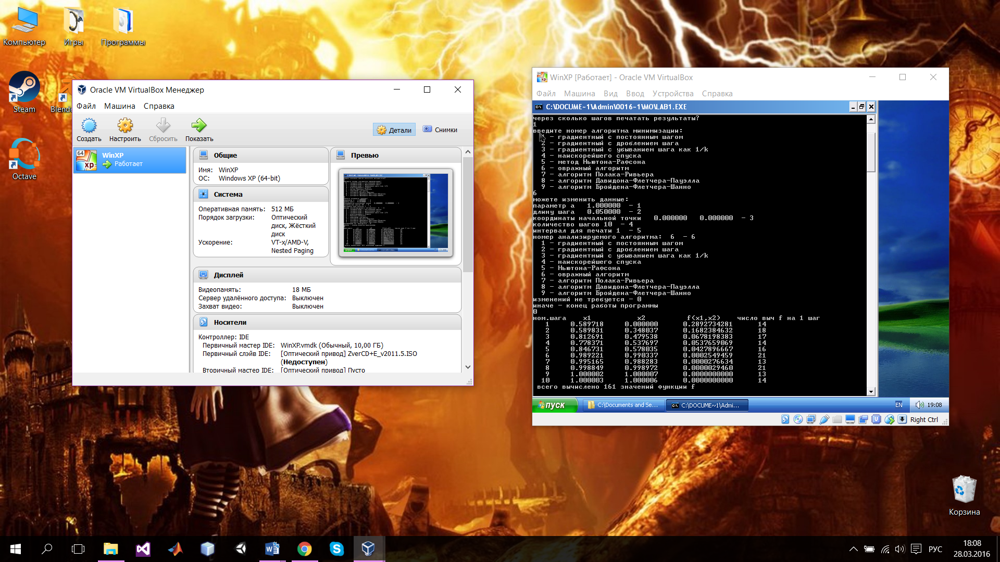 Компьютер
Игры
Программы
Steam
Blende
Octave
Oracle VM VirtualBox Менеджер
Файл Машина Справка
Создать Настроить Сбросить Показать
Детали Снимки
64
xp
WinXP
Работает
Общие
Имя: WinXP
ОС: Windows XP (64-bit)
Система
Оперативная память: 512 МБ
Порядок загрузки: Оптический
диск, Жёсткий
диск
Ускорение: VT-x/AMD-V,
Nested Paging
Превью
Дисплей
Видеопамять: 18 МБ
Сервер удалённого доступа: Выключен
Захват видео: Выключен
Носители
Контроллер: IDE
Первичный мастер IDE: WinXP.vmdk (Обычный, 10,00 ГБ)
Первичный слэйв IDE: [Оптический привод] ZverCD+E_v2011.5.ISO
(Недоступен)
Вторичный мастер IDE: [Оптический привод] Пусто
WinXP [Работает] - Oracle VM VirtualBox
Файл Машина Вид Ввод Устройства Справка
C:\DOCUME~1\Admin\0016~1\MO\LAB1.EXE
через сколько шагов печатать результаты?
1
введите номер алгоритма минимизации:
1 - градиентный с постоянным шагом
2 - градиентный с дроблением шага
3 - градиентный с убыванием шага как 1/k
4 - наискорейшего спуска
5 - метод Ньютона-Рафсона
6 - овражный алгоритм
7 - алгоритм Полака-Ривьера
8 - алгоритм Давидона-Флетчера-Пауэлла
9 - алгоритм Бройдена-Флетчера-Шанно
6
можете изменить данные:
параметр a 1.000000 - 1
длину шага 0.050000 - 2
координаты начальной точки 0.000000 0.000000 - 3
количество шагов 10 - 4
интервал для печати 1 - 5
номер анализируемого алгоритма: 6 - 6
1 - градиентный с постоянным шагом
2 - градиентный с дроблением шага
3 - градиентный с убыванием шага как 1/k
4 - наискорейшего спуска
5 - Ньютона-Рафсона
6 - овражный алгоритм
7 - алгоритм Полака-Ривьера
8 - алгоритм Давидона-Флетчера-Пауэлла
9 - алгоритм Бройдена-Флетчера-Шанно
изменений не требуется - 0
иначе - конец работы программы
0
ном.шага x1 x2 f(x1,x2) число выч f на 1 шаг
1 0.589718 0.000000 0.2892734281 14
2 0.589831 0.348037 0.1682384632 18
3 0.812691 0.479538 0.0678198383 17
4 0.778371 0.537697 0.0537659069 14
5 0.846731 0.578035 0.0427896667 16
6 0.989221 0.990337 0.0002549459 21
7 0.995165 0.988283 0.0000276634 13
8 0.998849 0.998972 0.0000029460 21
9 1.000002 1.000007 0.0000000000 13
10 1.000003 1.000006 0.0000000000 14
всего вычислено 161 значений функции f
пуск
C:\Documents and Se...
C:\DOCUME~1\Admi...
EN
19:08
Right Ctrl
Корзина
РУС
18:08
28.03.2016